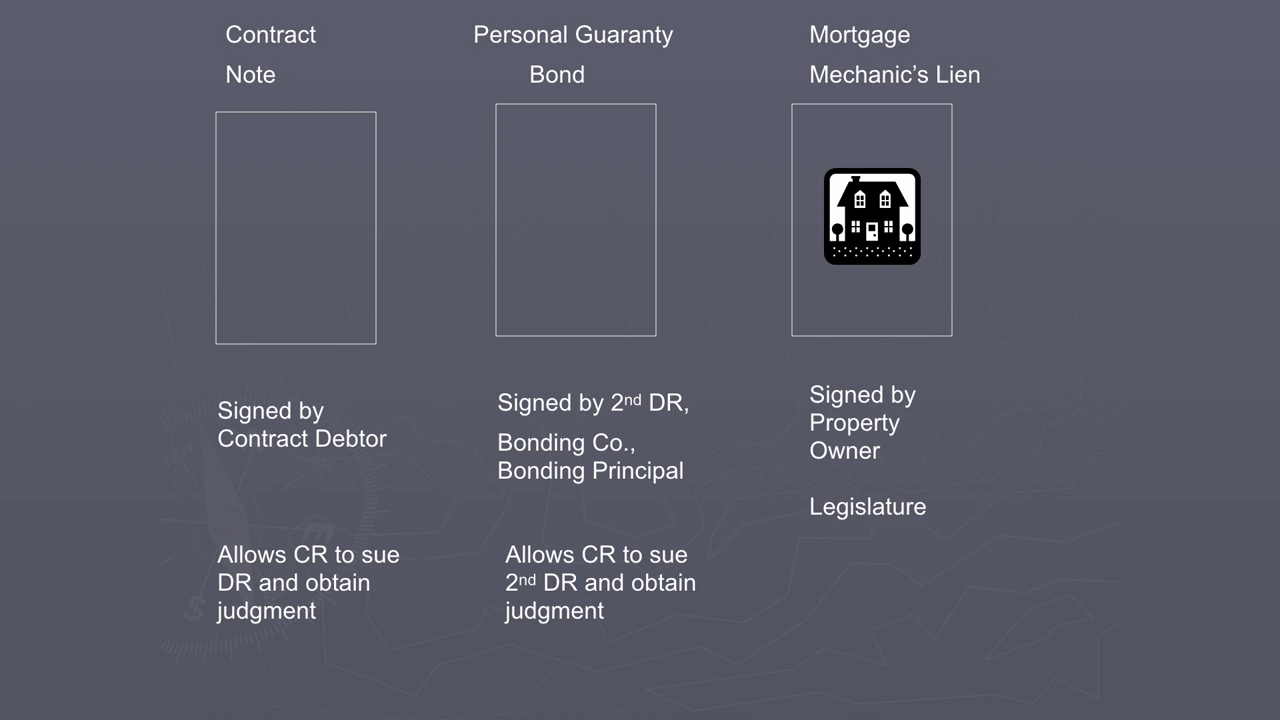 Contract
Note
Personal Guaranty
Bond
Mortgage
Mechanic’s Lien
Signed by
Contract Debtor
Signed by 2nd DR,
Bonding Co.,
Bonding Principal
Signed by
Property
Owner
Legislature
Allows CR to sue
DR and obtain
judgment
Allows CR to sue
2nd DR and obtain
judgment
S